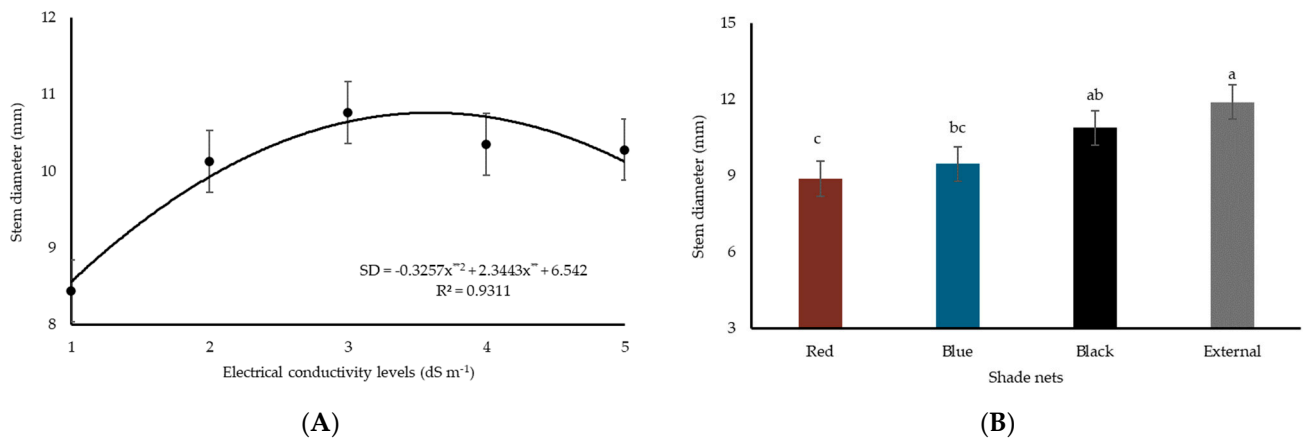 12
11
10
9
8
Stem diameter (mm)
SD = -0.3257x**2 + 2.3443x** + 6.542
R² = 0.9311
1 2 3 4 5
Electrical conductivity levels (dS m-1)
(A)
15
12
9
6
3
Stem diameter (mm)
c bc ab a
Red Blue Black External
Shade nets
(B)